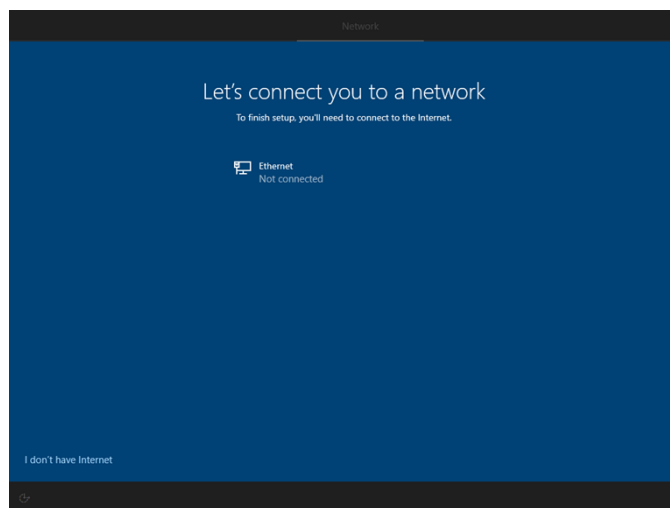 Network
Let's connect you to a network
To finish setup, you'll need to connect to the Internet.
Ethernet
Not connected
I don't have Internet